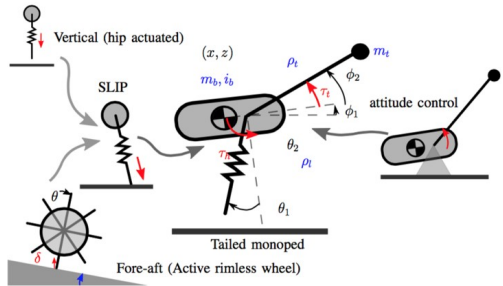 Vertical (hip actuated)
SLIP
(x, z)
m_b, i_b
ρ_t
m_t
ϕ_2
τ_t
ϕ_1
attitude control
τ_h
θ_2
ρ_l
θ_1
θ
δ
Tailed monoped
Fore-aft (Active rimless wheel)